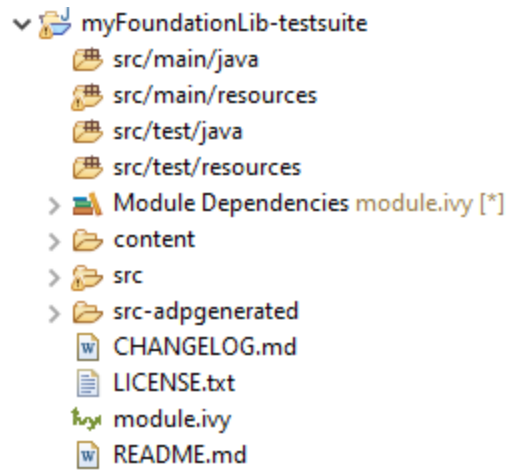 myFoundationLib-testsuite
src/main/java
src/main/resources
src/test/java
src/test/resources
Module Dependencies module.ivy [*]
content
src
src-adpgenerated
CHANGELOG.md
LICENSE.txt
module.ivy
README.md